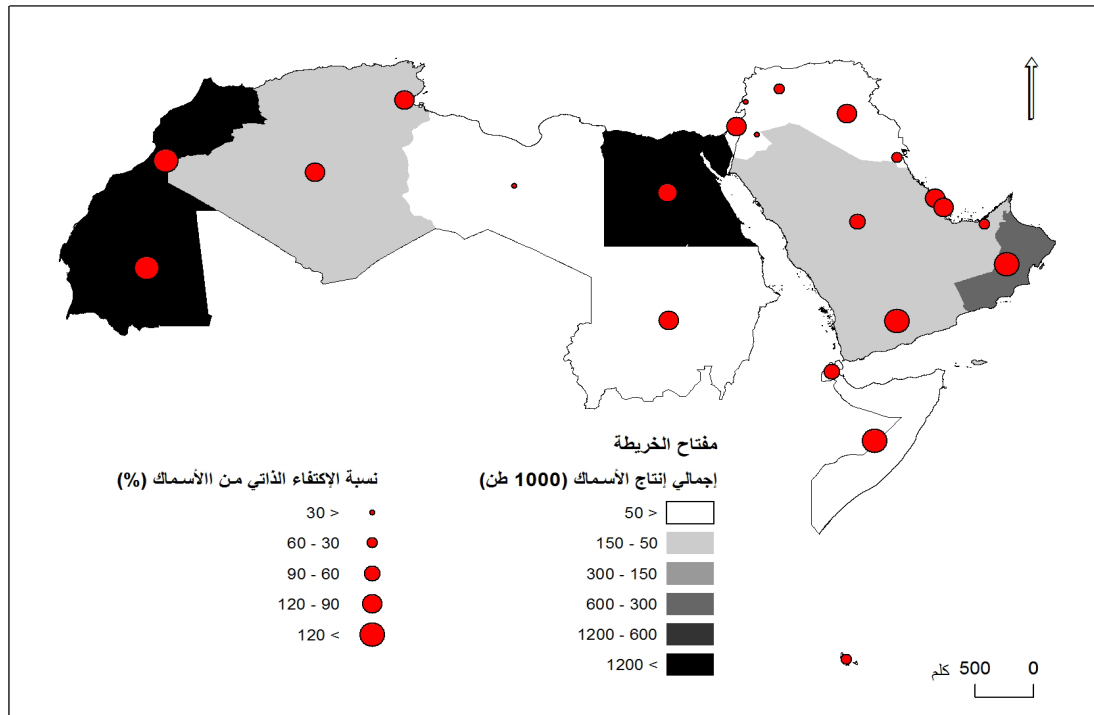 مفتاح الخريطة
إجمالي إنتاج الأسماك (1000 طن)
50 >
150 - 50
300 - 150
600 - 300
1200 - 600
1200 <
نسبة الإكتفاء الذاتي من االأسماك (%)
30 >
60 - 30
90 - 60
120 - 90
120 <
كلم 500 0